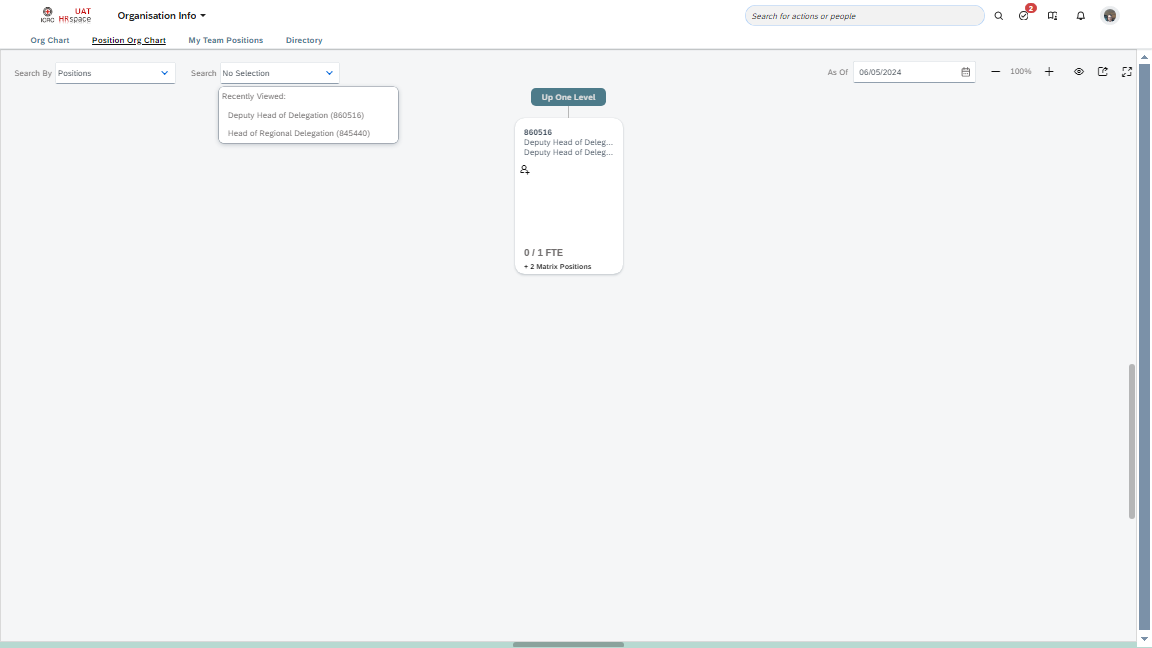 ICRC
UAT
HRspace
Organisation Info
Search for actions or people
2
Org Chart
Position Org Chart
My Team Positions
Directory
Search By
Positions
Search
No Selection
As Of
06/05/2024
100%
Recently Viewed:
Deputy Head of Delegation (860516)
Head of Regional Delegation (845440)
Up One Level
860516
Deputy Head of Deleg...
Deputy Head of Deleg...
0 / 1 FTE
+ 2 Matrix Positions